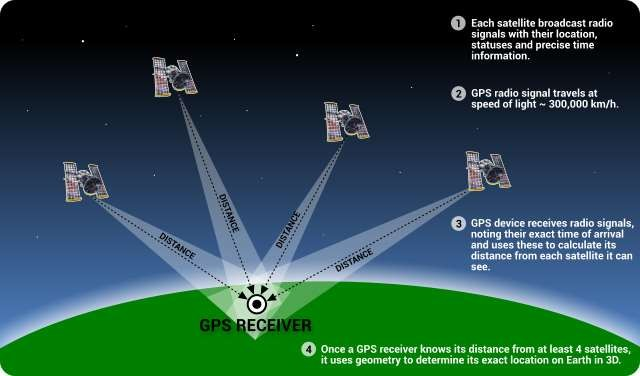 1 Each satellite broadcast radio
signals with their location,
statuses and precise time
information.
2 GPS radio signal travels at
speed of light ~ 300,000 km/h.
3 GPS device receives radio signals,
noting their exact time of arrival
and uses these to calculate its
distance from each satellite it can
see.
DISTANCE
DISTANCE
DISTANCE
DISTANCE
GPS RECEIVER
4 Once a GPS receiver knows its distance from at least 4 satellites,
it uses geometry to determine its exact location on Earth in 3D.